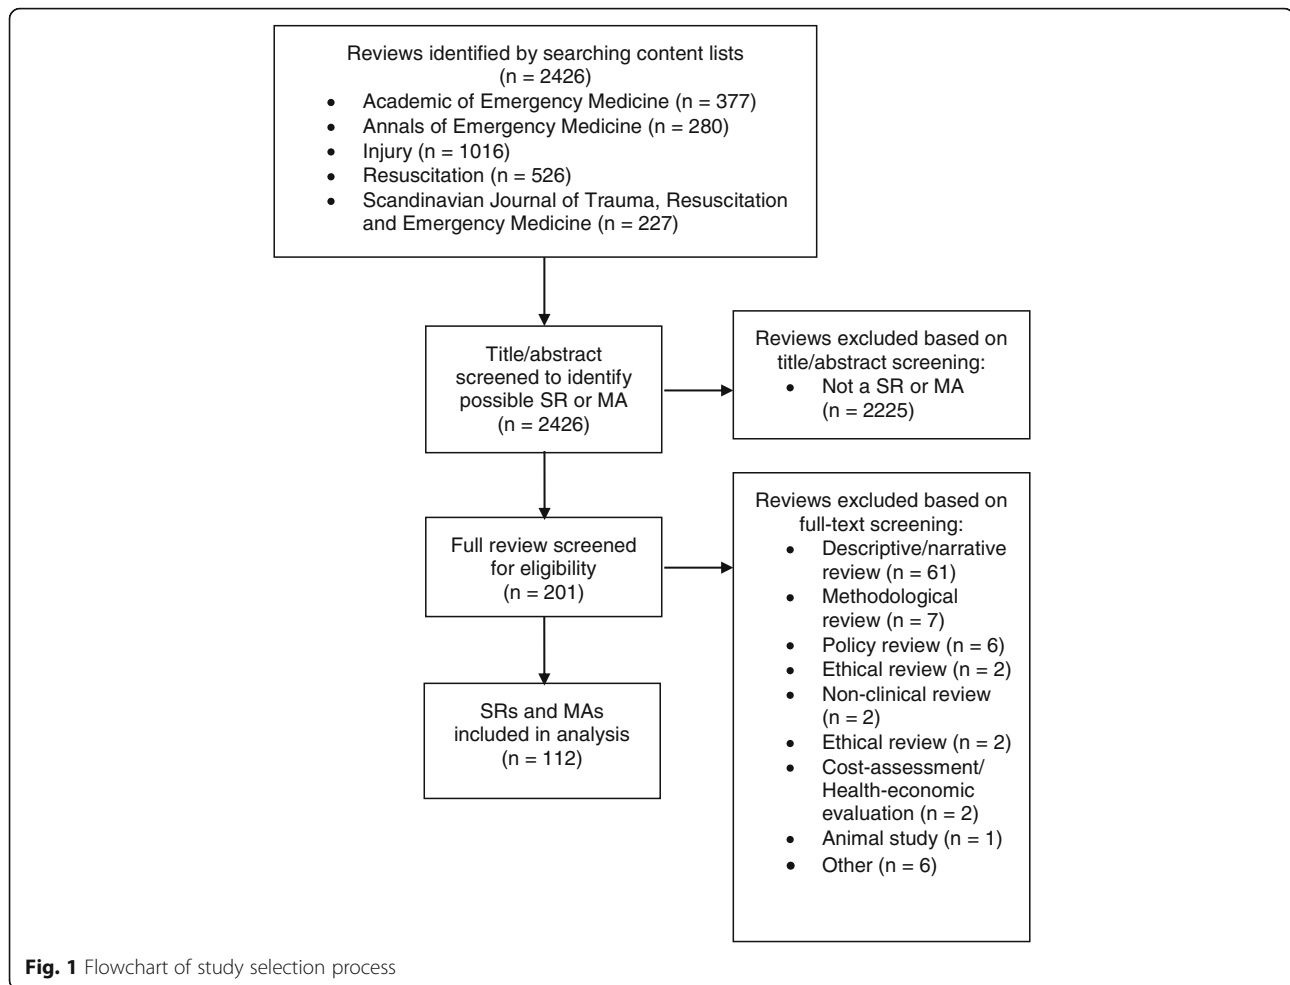 Reviews identified by searching content lists
(n = 2426)
• Academic of Emergency Medicine (n = 377)
• Annals of Emergency Medicine (n = 280)
• Injury (n = 1016)
• Resuscitation (n = 526)
• Scandinavian Journal of Trauma, Resuscitation
and Emergency Medicine (n = 227)
Title/abstract
screened to identify
possible SR or MA
(n = 2426)
Reviews excluded based on
title/abstract screening:
• Not a SR or MA
(n = 2225)
Full review screened
for eligibility
(n = 201)
Reviews excluded based on
full-text screening:
• Descriptive/narrative
review (n = 61)
• Methodological
review (n = 7)
• Policy review (n = 6)
• Ethical review (n = 2)
• Non-clinical review
(n = 2)
• Ethical review (n = 2)
• Cost-assessment/
Health-economic
evaluation (n = 2)
• Animal study (n = 1)
• Other (n = 6)
SRs and MAs
included in analysis
(n = 112)
Fig. 1 Flowchart of study selection process